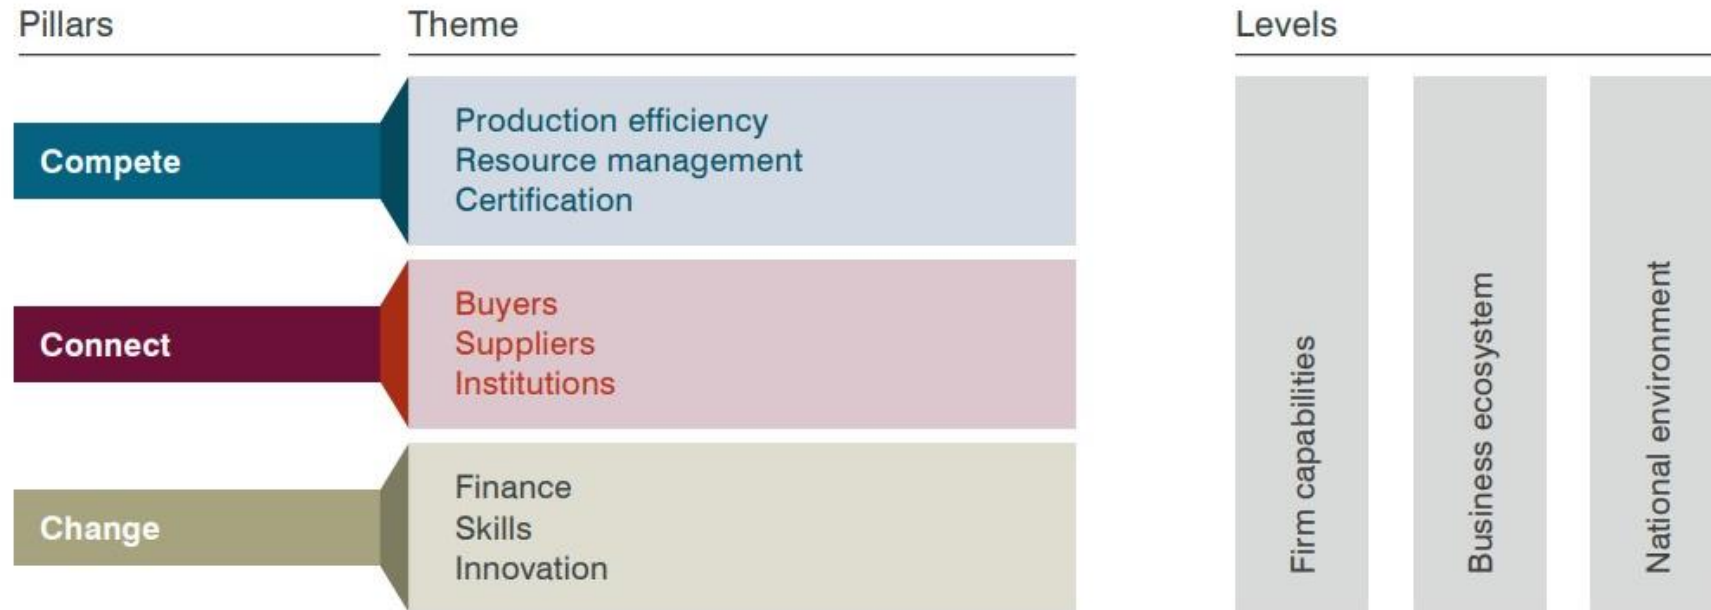 Pillars
Theme
Levels
Compete
Production efficiency
Resource management
Certification
Connect
Buyers
Suppliers
Institutions
Change
Finance
Skills
Innovation
Firm capabilities
Business ecosystem
National environment